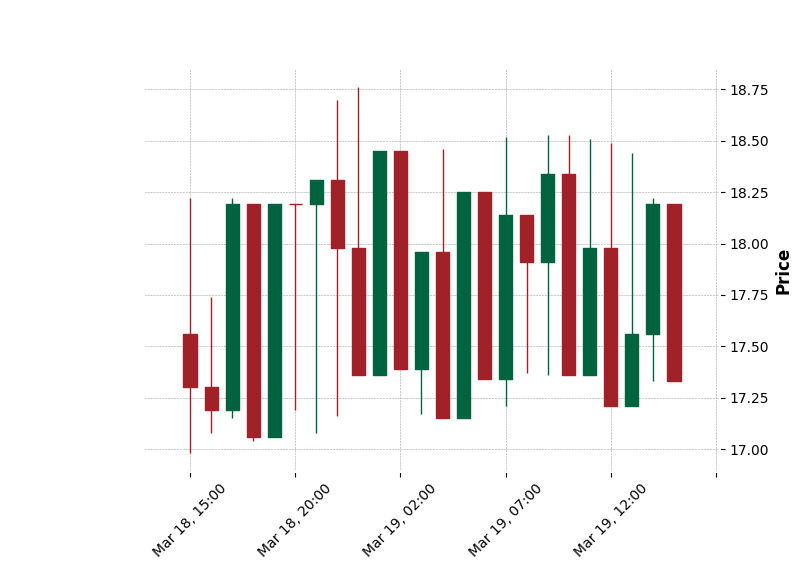 18.75
18.50
18.25
18.00
17.75
17.50
17.25
17.00
Price
Mar 18, 15:00
Mar 18, 20:00
Mar 19, 02:00
Mar 19, 07:00
Mar 19, 12:00